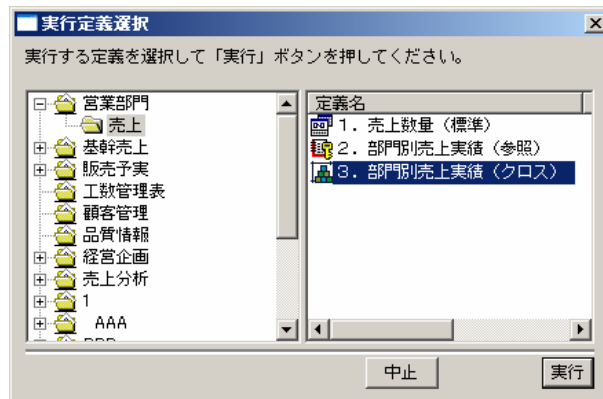 実行定義選択
実行する定義を選択して「実行」ボタンを押してください。
営業部門
売上
基幹売上
販売予実
工数管理表
顧客管理
品質情報
経営企画
売上分析
1
AAA
定義名
1．売上数量（標準）
2．部門別売上実績（参照）
3．部門別売上実績（クロス）
中止
実行